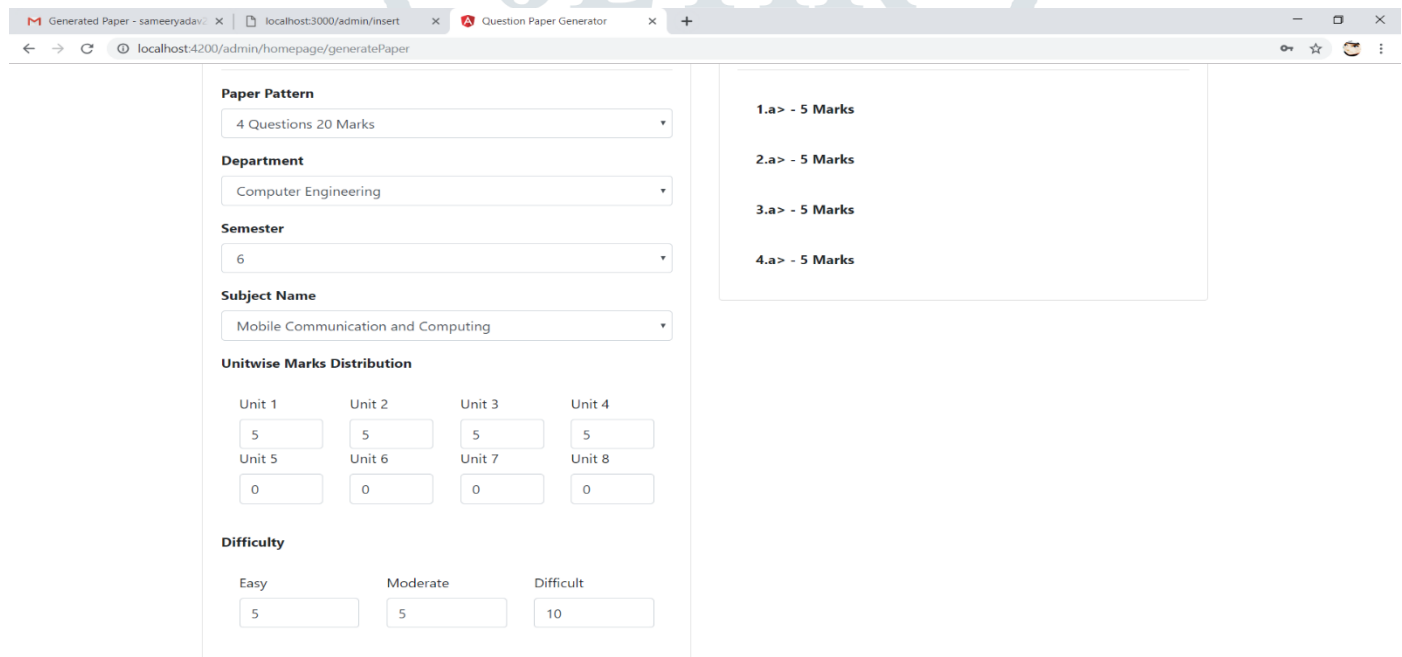 Generated Paper - sameeryadav2
localhost:3000/admin/insert
Question Paper Generator
localhost:4200/admin/homepage/generatePaper
Paper Pattern
4 Questions 20 Marks
Department
Computer Engineering
Semester
6
Subject Name
Mobile Communication and Computing
Unitwise Marks Distribution
Unit 1 Unit 2 Unit 3 Unit 4
5 5 5 5
Unit 5 Unit 6 Unit 7 Unit 8
0 0 0 0
Difficulty
Easy Moderate Difficult
5 5 10
1.a> - 5 Marks
2.a> - 5 Marks
3.a> - 5 Marks
4.a> - 5 Marks